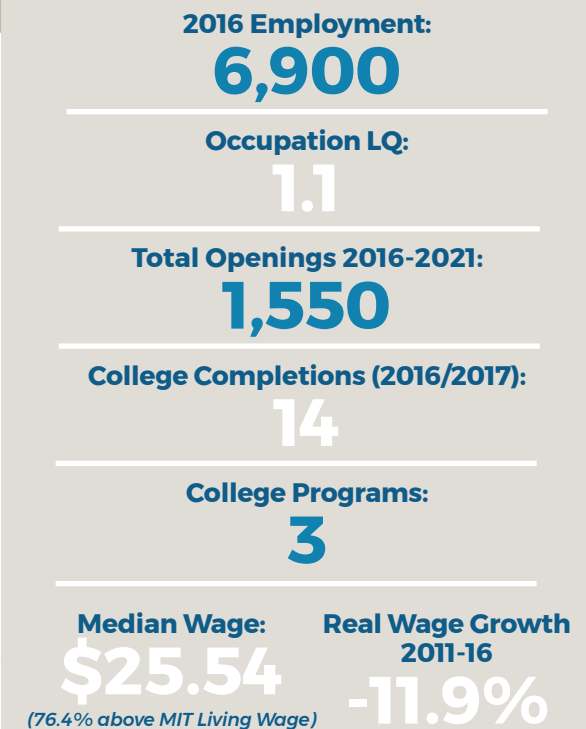 2016 Employment:
6,900
Occupation LQ:
1.1
Total Openings 2016-2021:
1,550
College Completions (2016/2017):
14
College Programs:
3
Median Wage:
$25.54
(76.4% above MIT Living Wage)
Real Wage Growth
2011-16
-11.9%